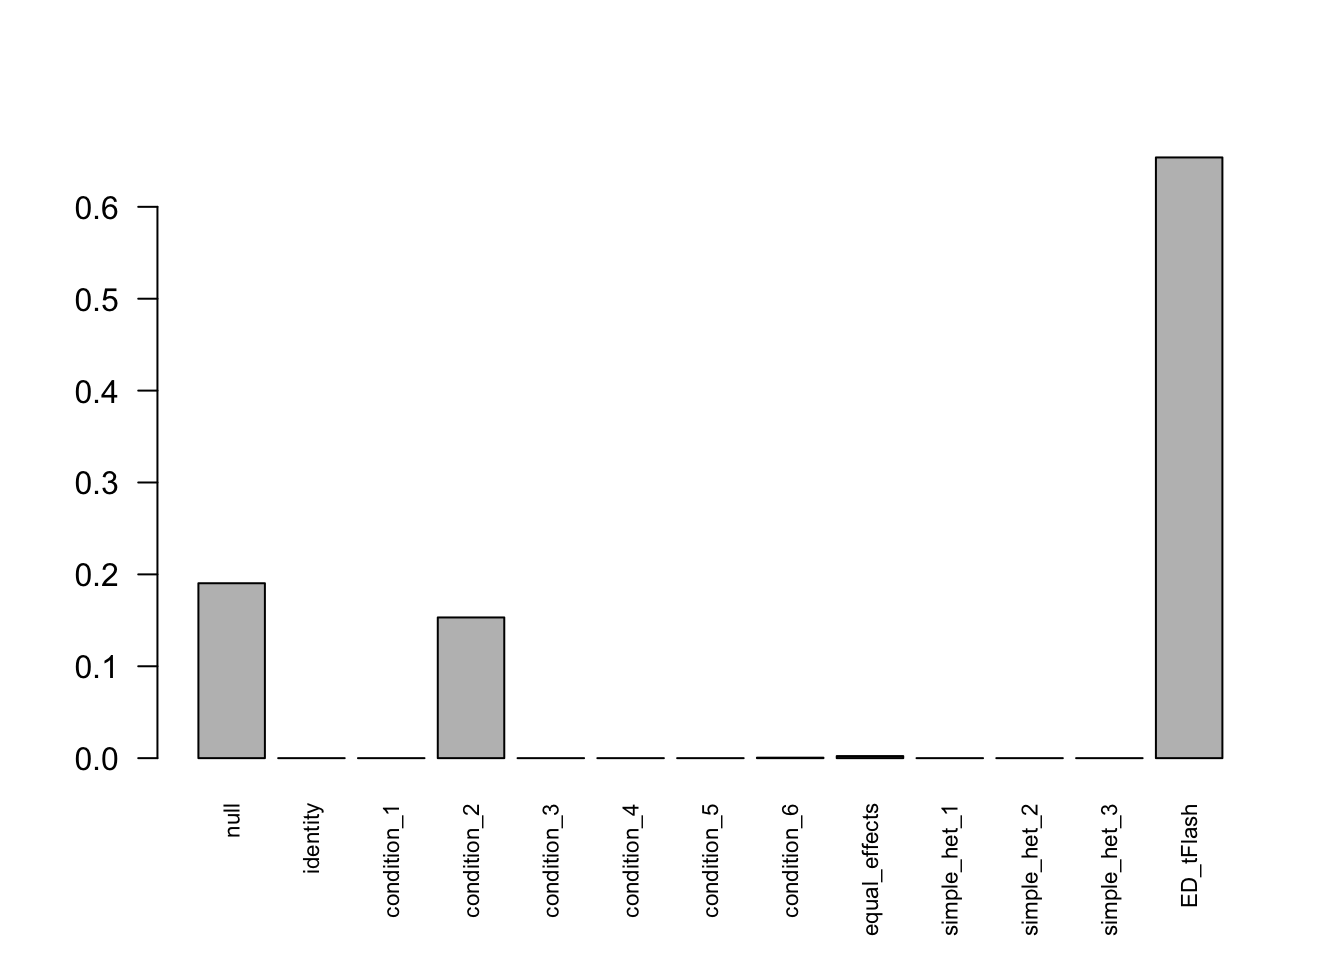 0.6
0.5
0.4
0.3
0.2
0.1
0.0
null
identity
condition_1
condition_2
condition_3
condition_4
condition_5
condition_6
equal_effects
simple_het_1
simple_het_2
simple_het_3
ED_tFlash